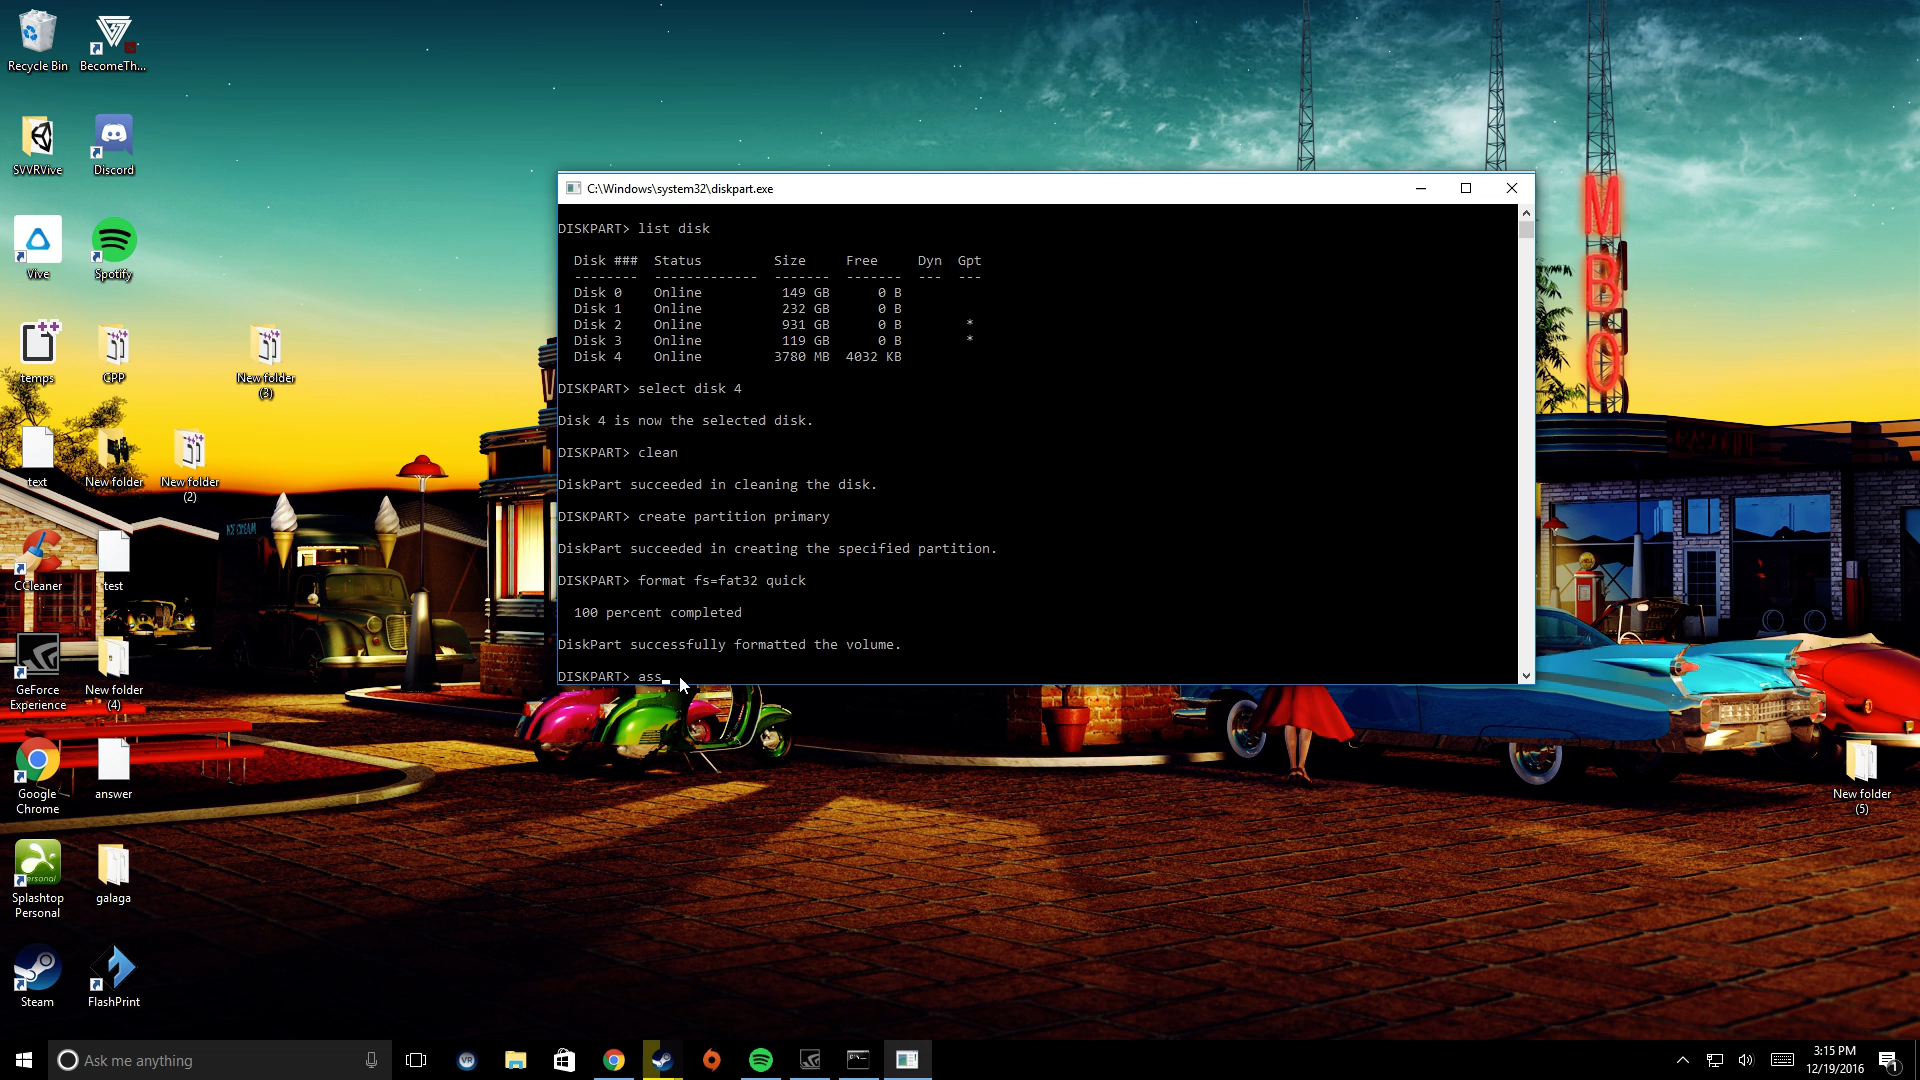 Recycle Bin
BecomeTh...
SVVRVive
Discord
Vive
Spotify
temps
CPP
New folder
(3)
text
New folder
New folder
(2)
CCleaner
test
GeForce
Experience
New folder
(4)
Google
Chrome
answer
Splashtop
Personal
galaga
Steam
FlashPrint
New folder
(5)
ICE CREAM
MBPO
C:\Windows\system32\diskpart.exe
DISKPART> list disk
Disk ###  Status         Size     Free     Dyn  Gpt
--------  -------------  -------  -------  ---  ---
Disk 0    Online          149 GB      0 B
Disk 1    Online          232 GB      0 B
Disk 2    Online          931 GB      0 B        *
Disk 3    Online          119 GB      0 B        *
Disk 4    Online         3780 MB  4032 KB
DISKPART> select disk 4
Disk 4 is now the selected disk.
DISKPART> clean
DiskPart succeeded in cleaning the disk.
DISKPART> create partition primary
DiskPart succeeded in creating the specified partition.
DISKPART> format fs=fat32 quick
100 percent completed
DiskPart successfully formatted the volume.
DISKPART> ass_
Ask me anything
VR
3:15 PM
12/19/2016
1